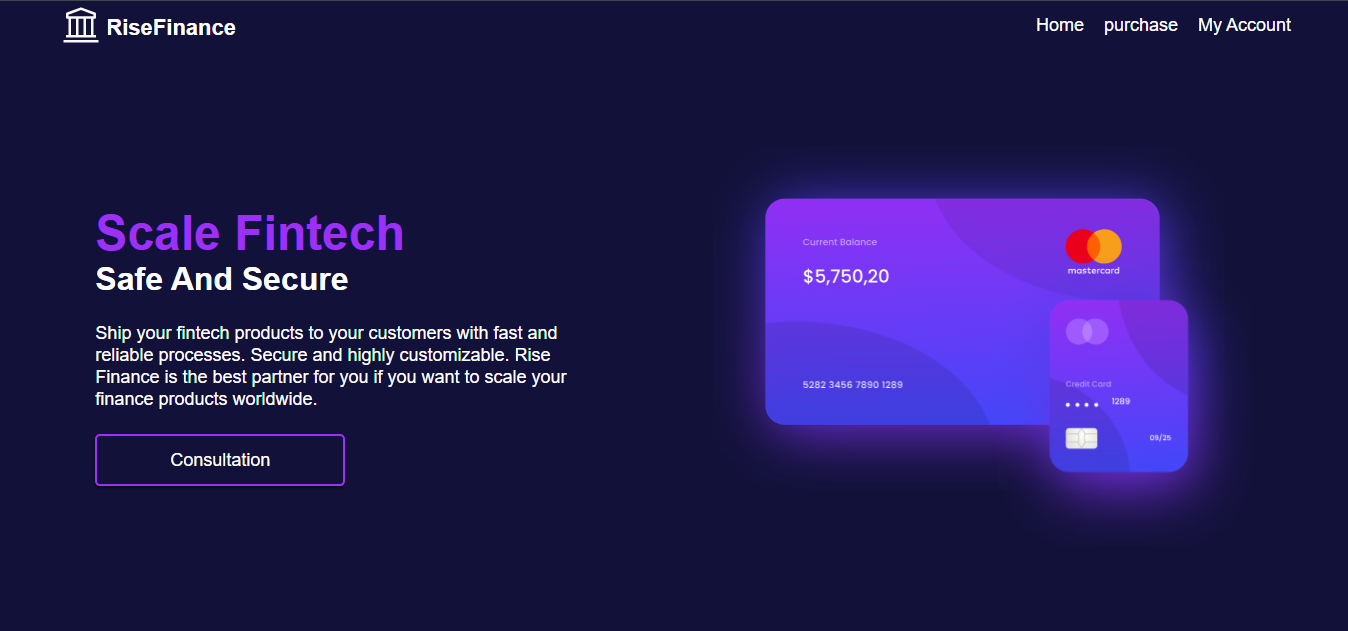 RiseFinance
Home purchase My Account
Scale Fintech
Safe And Secure
Ship your fintech products to your customers with fast and
reliable processes. Secure and highly customizable. Rise
Finance is the best partner for you if you want to scale your
finance products worldwide.
Consultation
Current Balance
$5,750,20
mastercard
5282 3456 7890 1289
Credit Card
• • • • 1289
09/25